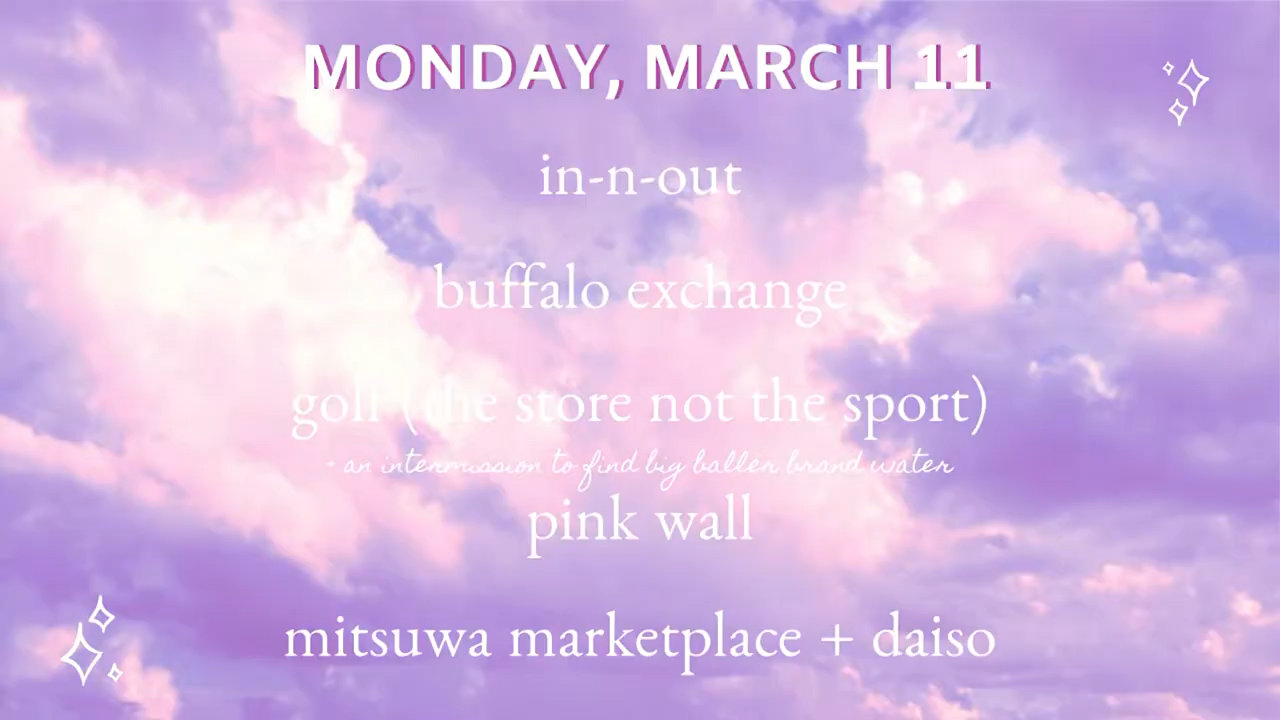 MONDAY, MARCH 11
in-n-out
buffalo exchange
golf (the store not the sport)
+ an intermission to find big baller brand water
pink wall
mitsuwa marketplace + daiso